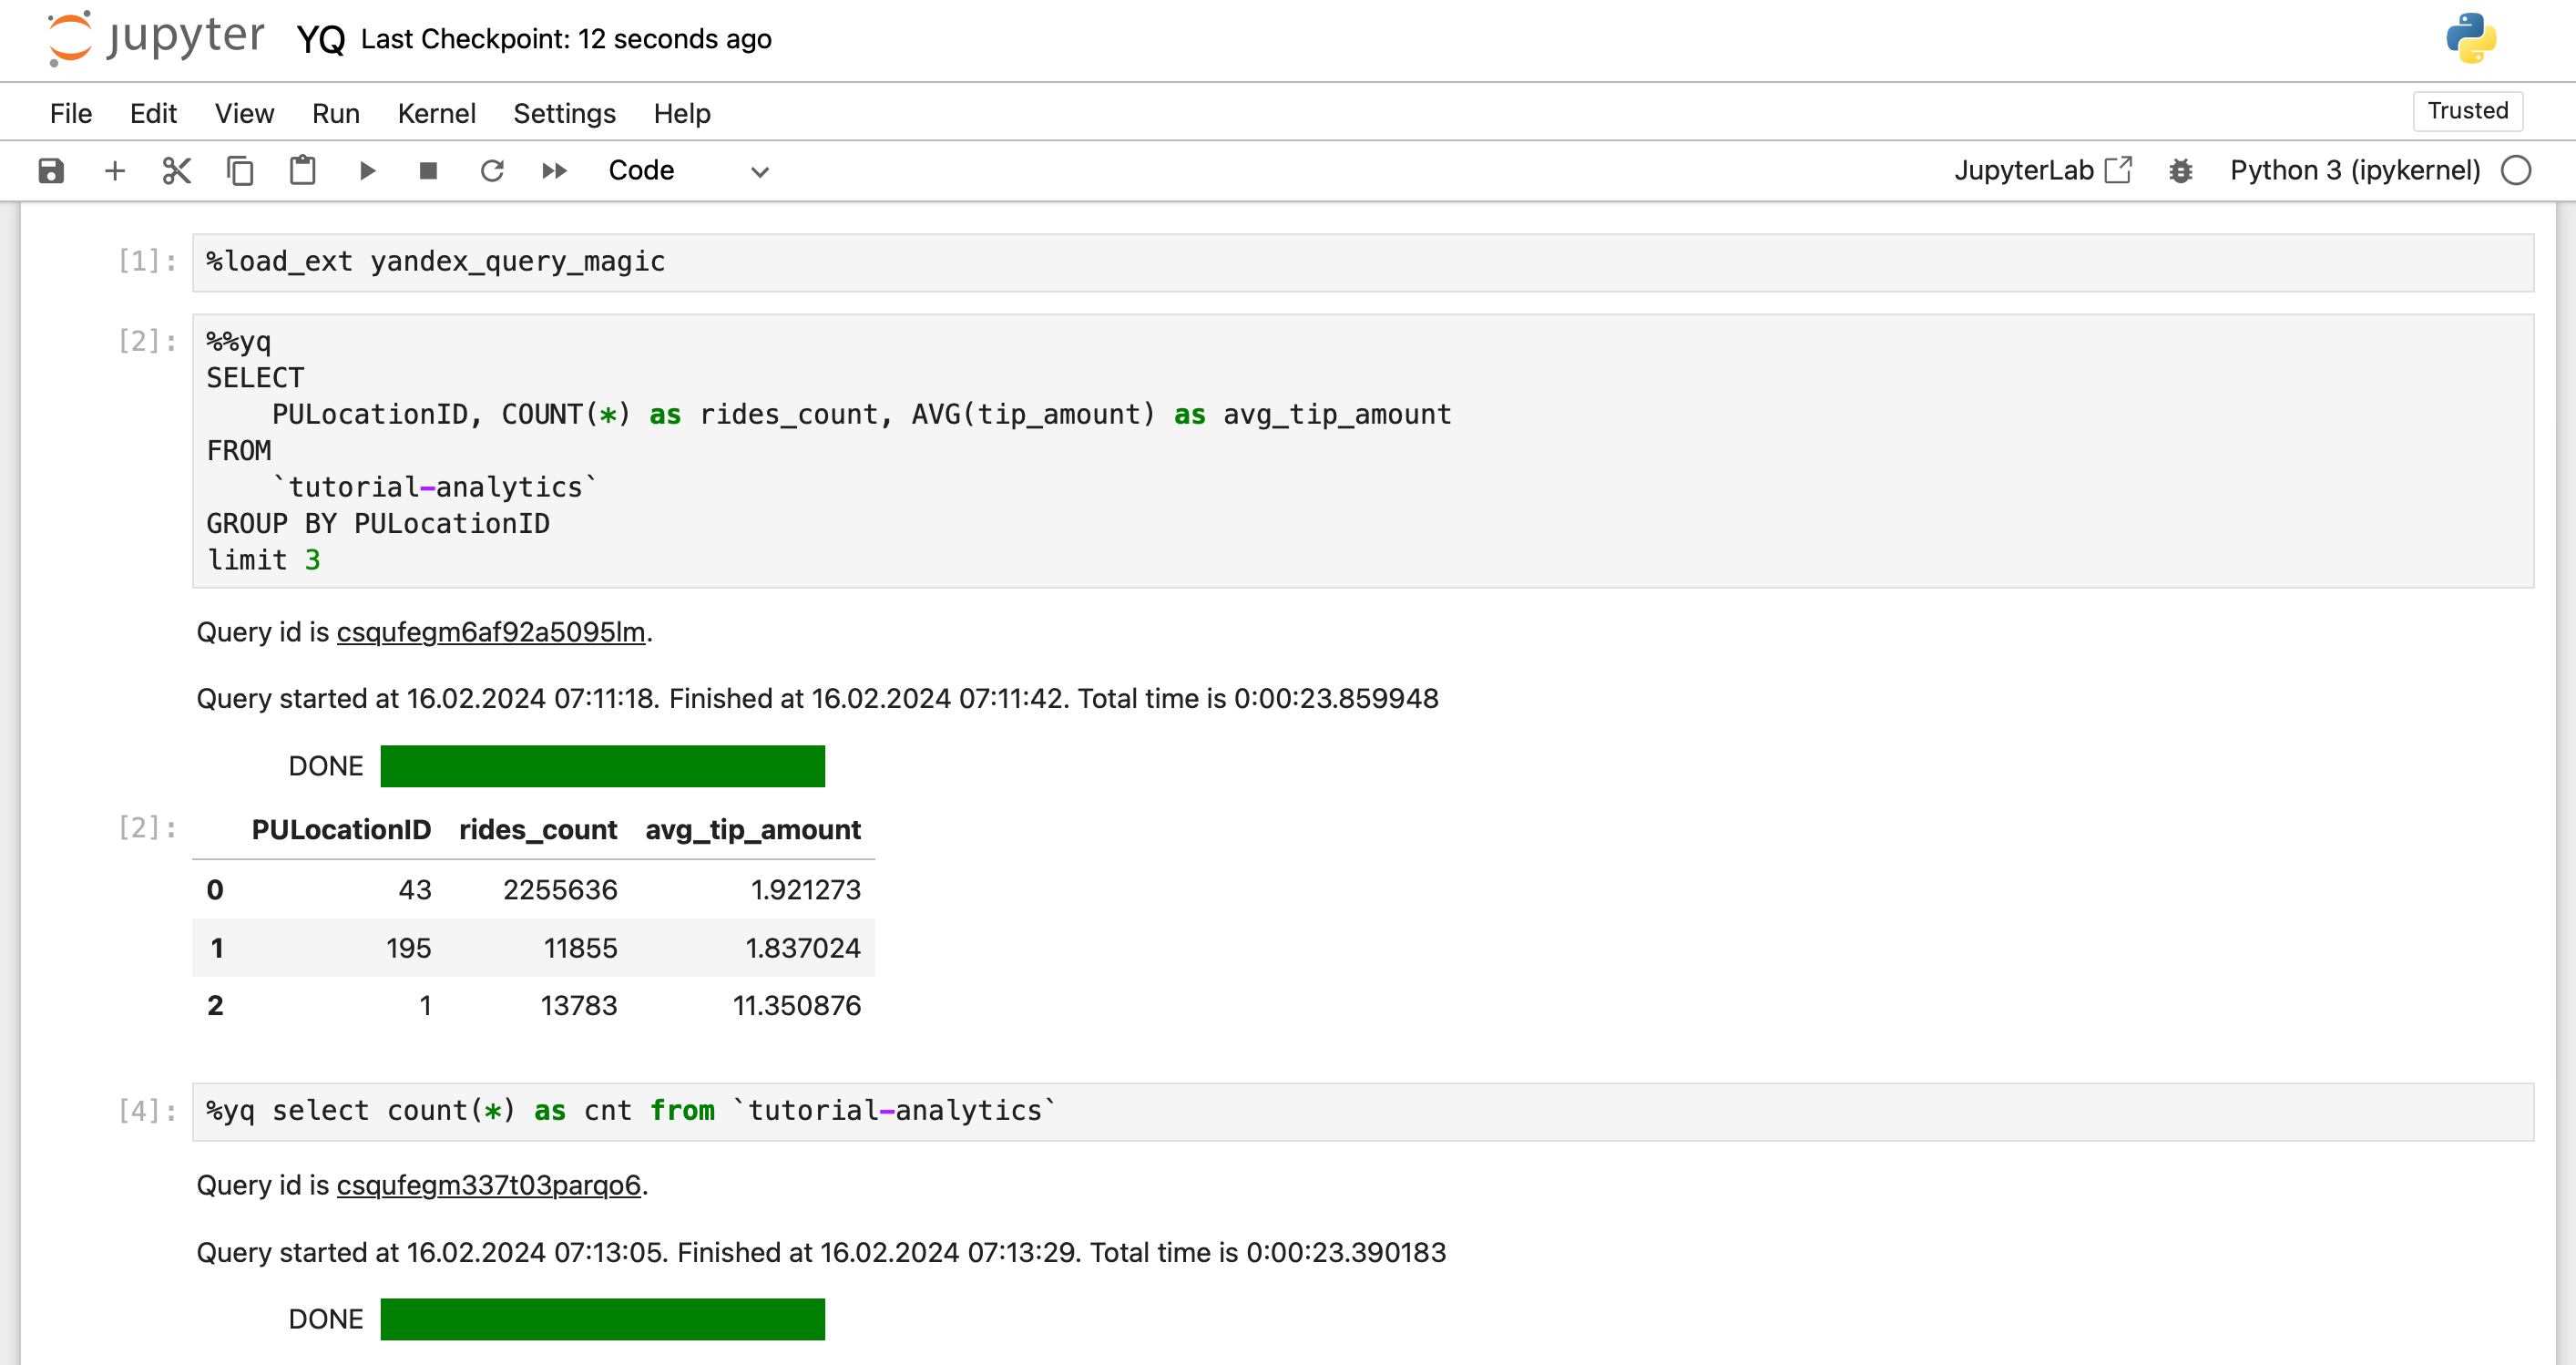 jupyter YQ Last Checkpoint: 12 seconds ago
File Edit View Run Kernel Settings Help Trusted
Code JupyterLab Python 3 (ipykernel)
[1]: %load_ext yandex_query_magic
[2]: %%yq
SELECT
    PULocationID, COUNT(*) as rides_count, AVG(tip_amount) as avg_tip_amount
FROM
    `tutorial-analytics`
GROUP BY PULocationID
limit 3
Query id is csqufegm6af92a5095lm.
Query started at 16.02.2024 07:11:18. Finished at 16.02.2024 07:11:42. Total time is 0:00:23.859948
DONE
[2]: PULocationID rides_count avg_tip_amount
0 43 2255636 1.921273
1 195 11855 1.837024
2 1 13783 11.350876
[4]: %yq select count(*) as cnt from `tutorial-analytics`
Query id is csqufegm337t03parqo6.
Query started at 16.02.2024 07:13:05. Finished at 16.02.2024 07:13:29. Total time is 0:00:23.390183
DONE